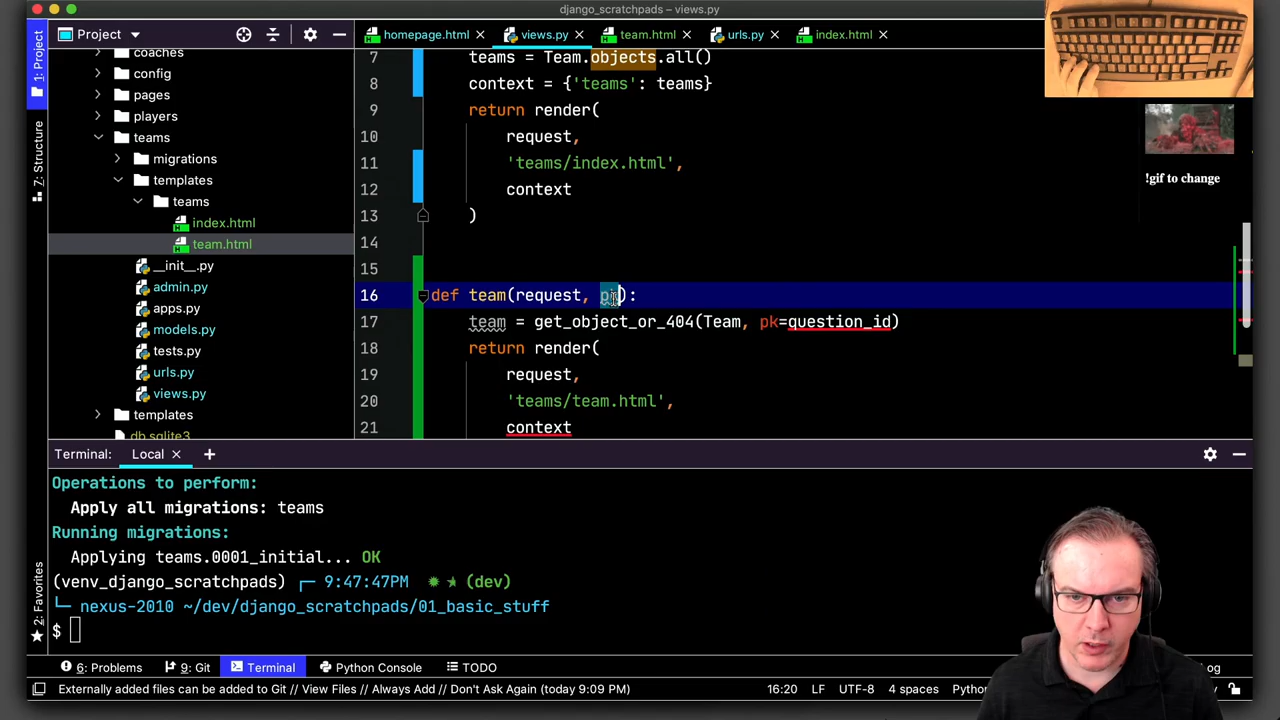 django_scratchpads – views.py
Project
homepage.html
views.py
team.html
urls.py
index.html
1: Project
7: Structure
2: Favorites
coaches
config
pages
players
teams
migrations
templates
teams
index.html
team.html
__init__.py
admin.py
apps.py
models.py
tests.py
urls.py
views.py
templates
db.sqlite3
7 teams = Team.objects.all()
8 context = {'teams': teams}
9 return render(
10 request,
11 'teams/index.html',
12 context
13 )
14
15
16 def team(request, pk):
17 team = get_object_or_404(Team, pk=question_id)
18 return render(
19 request,
20 'teams/team.html',
21 context
!gif to change
Terminal: Local
Operations to perform:
Apply all migrations: teams
Running migrations:
Applying teams.0001_initial... OK
(venv_django_scratchpads) 9:47:47PM (dev)
nexus-2010 ~/dev/django_scratchpads/01_basic_stuff
$
6: Problems 9: Git Terminal Python Console TODO
Externally added files can be added to Git // View Files // Always Add // Don't Ask Again (today 9:09 PM) 16:20 LF UTF-8 4 spaces